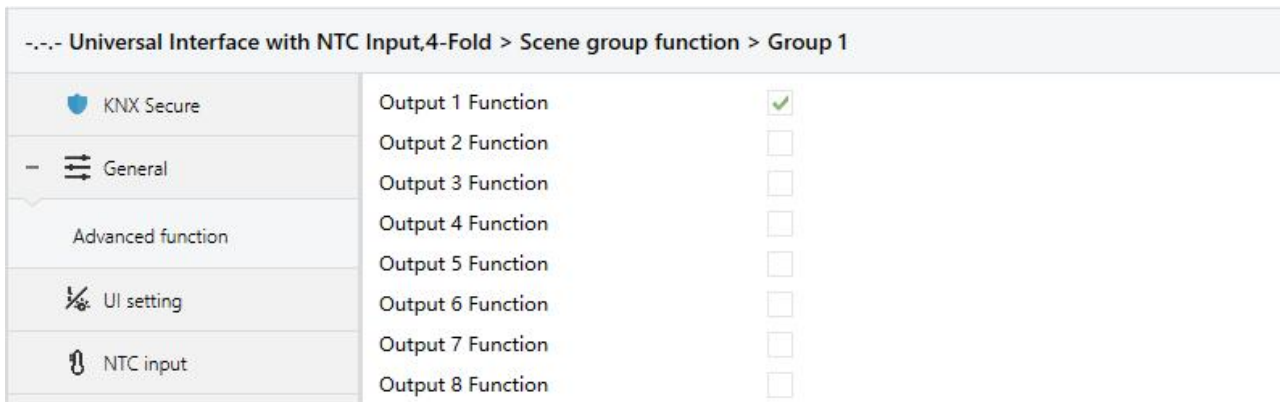 -.-.- Universal Interface with NTC Input,4-Fold > Scene group function > Group 1
KNX Secure
General
Advanced function
UI setting
NTC input
Output 1 Function
Output 2 Function
Output 3 Function
Output 4 Function
Output 5 Function
Output 6 Function
Output 7 Function
Output 8 Function